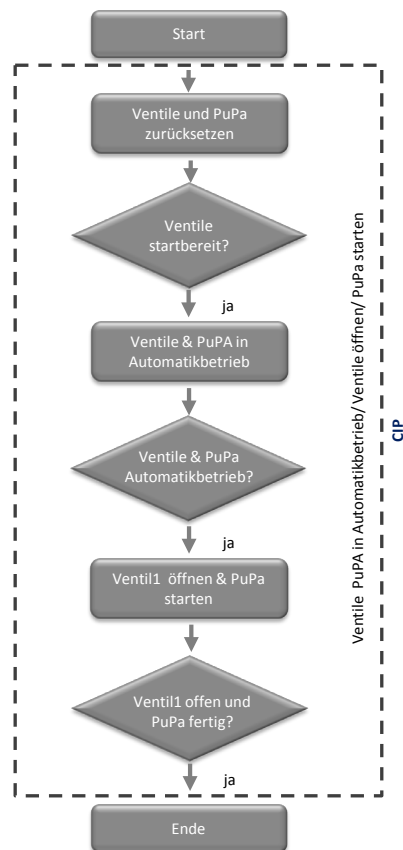 Start
Ventile und PuPa
zurücksetzen
Ventile
startbereit?
ja
Ventile & PuPA in
Automatikbetrieb
Ventile & PuPa
Automatikbetrieb?
ja
Ventil1 öffnen & PuPa
starten
Ventil1 offen und
PuPa fertig?
ja
Ende
Ventile PuPA in Automatikbetrieb/ Ventile öffnen/ PuPa starten
CIP